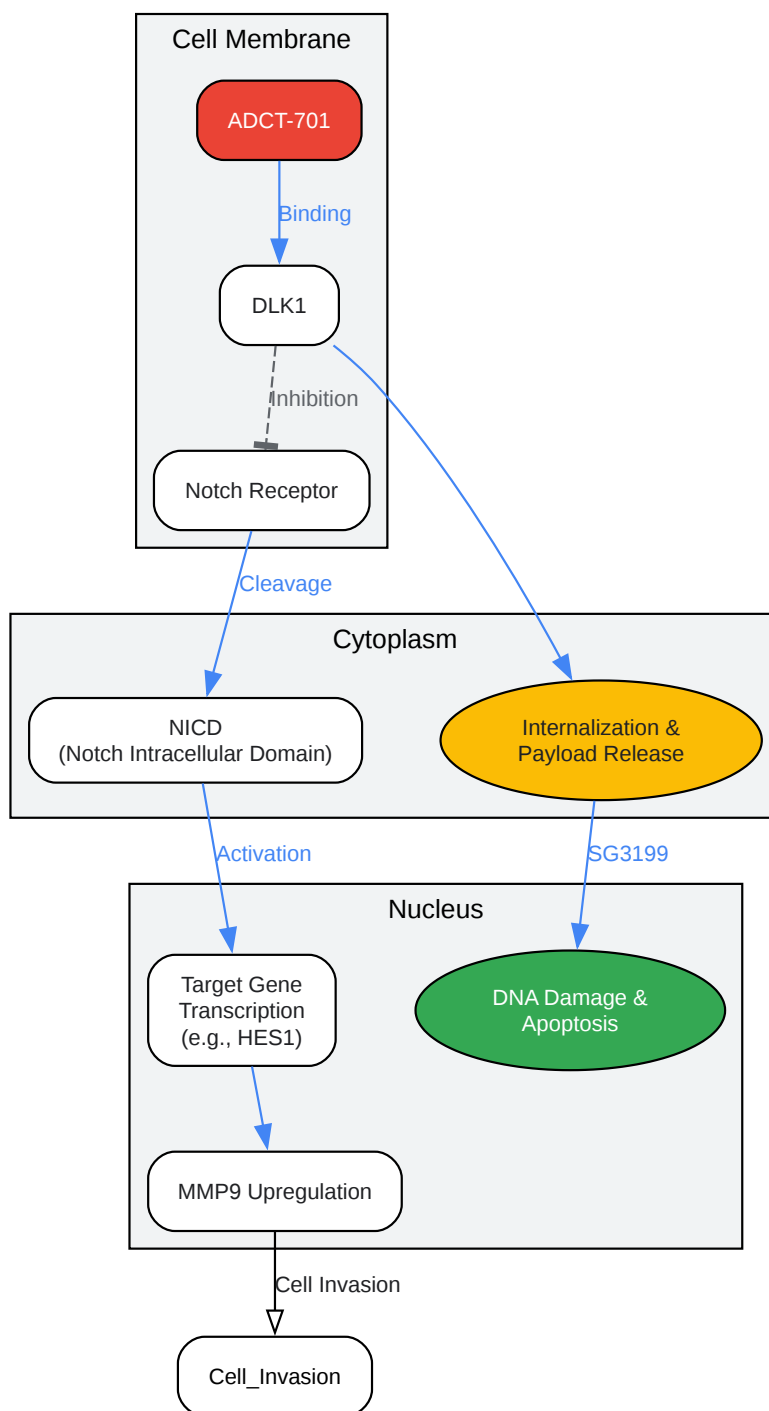 Cell Membrane
ADCT-701
Binding
DLK1
Inhibition
Notch Receptor
Cleavage
Cytoplasm
NICD
(Notch Intracellular Domain)
Internalization &
Payload Release
Activation
SG3199
Nucleus
Target Gene
Transcription
(e.g., HES1)
DNA Damage &
Apoptosis
MMP9 Upregulation
Cell Invasion
Cell_Invasion